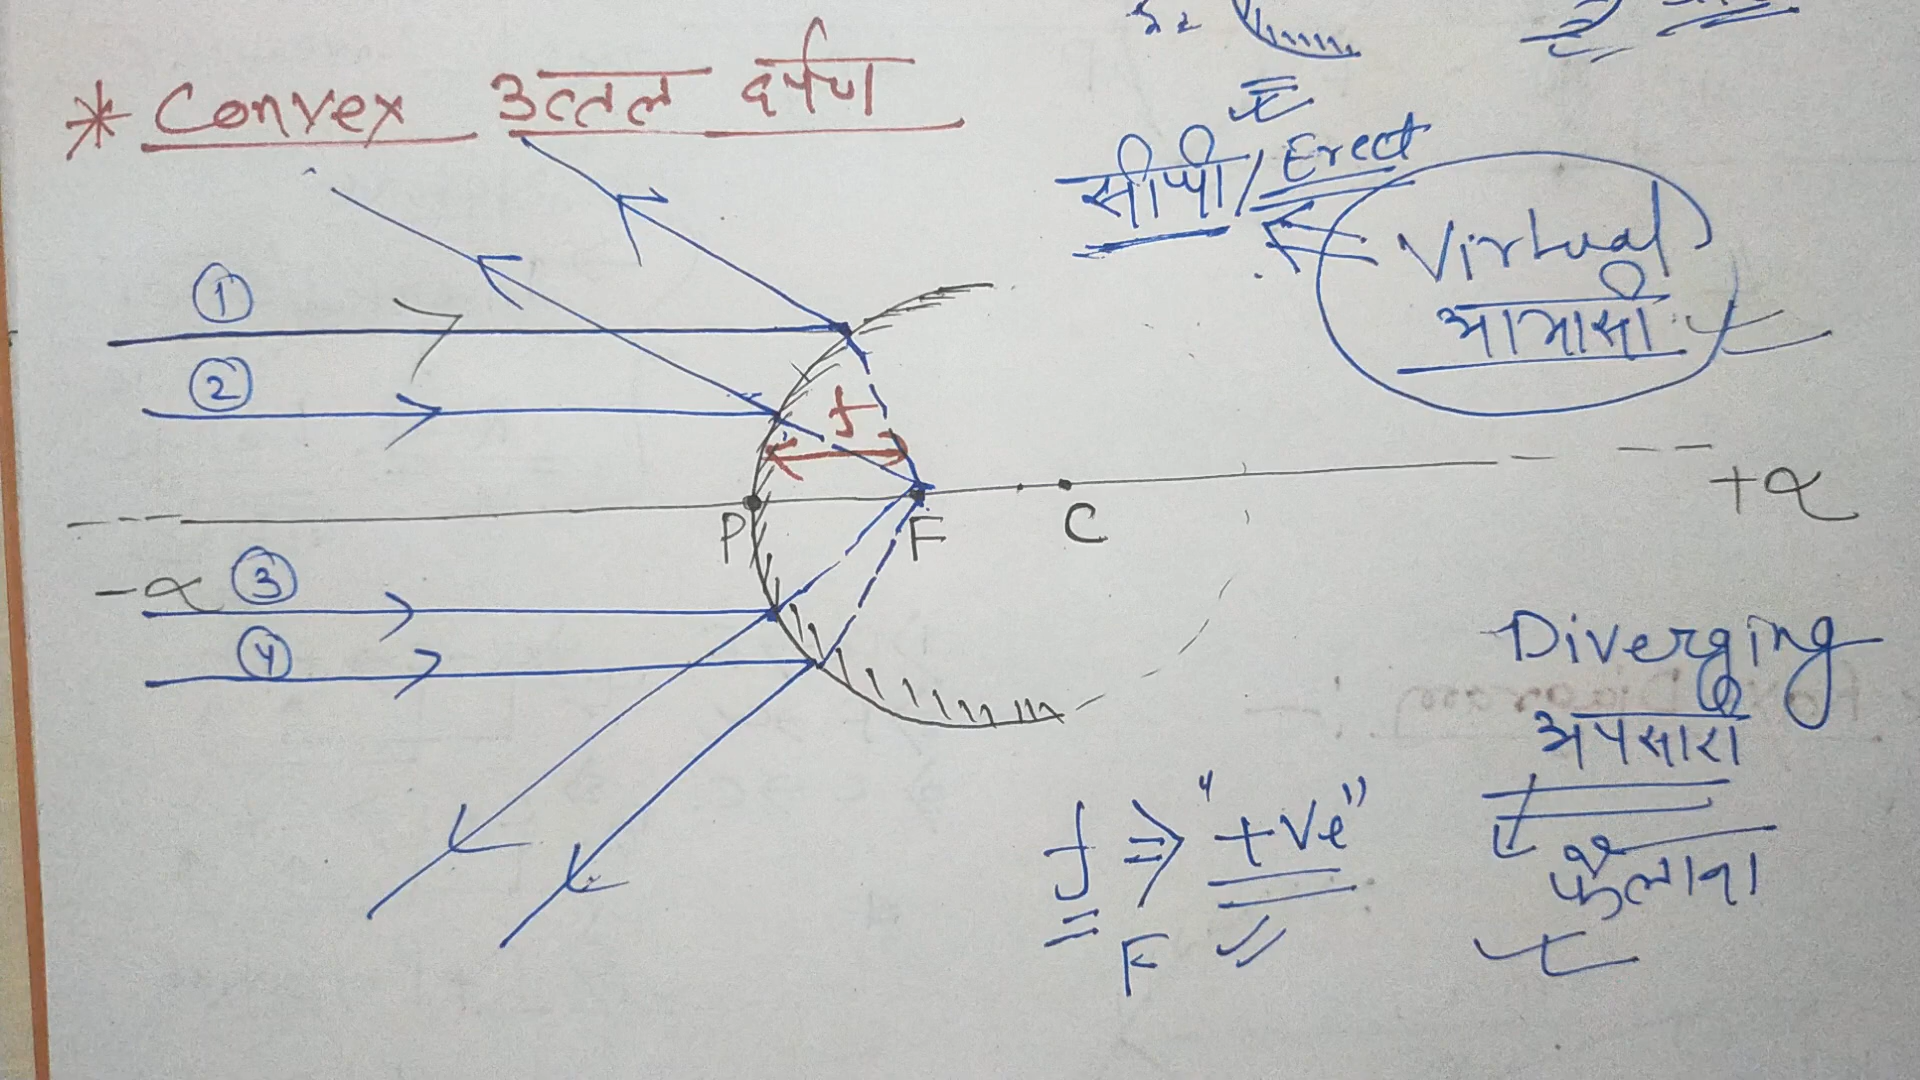 * Convex उत्तल दर्पण
सीपी / Erect
Virtual
आभासी
①
②
f
P F C
+∝
-∝ ③
④
Diverging
अपसारी
फैलाना
f ⇒ "+ve"
F